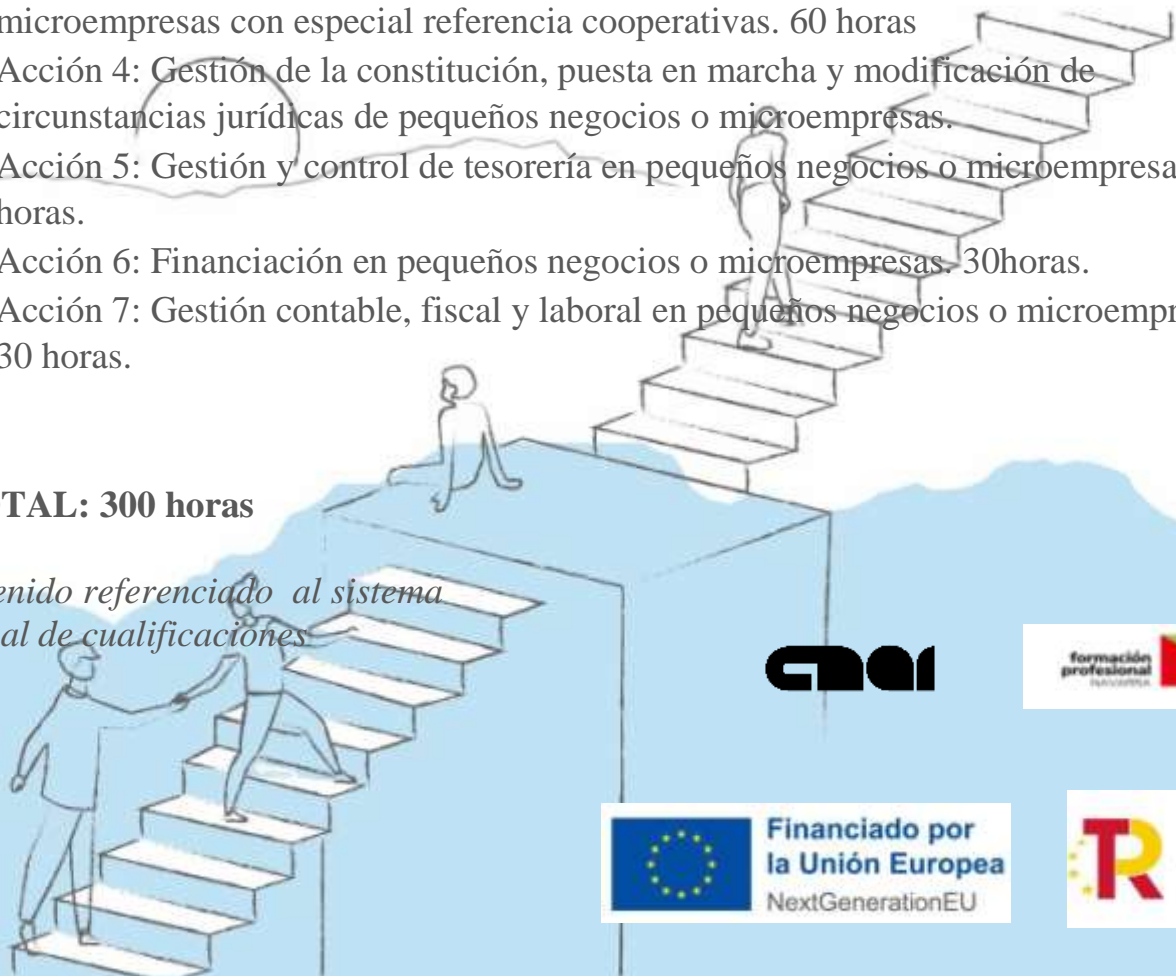 microempresas con especial referencia cooperativas. 60 horas
Acción 4: Gestión de la constitución, puesta en marcha y modificación de
circunstancias jurídicas de pequeños negocios o microempresas.
Acción 5: Gestión y control de tesorería en pequeños negocios o microempresa
horas.
Acción 6: Financiación en pequeños negocios o microempresas. 30horas.
Acción 7: Gestión contable, fiscal y laboral en pequeños negocios o microempr
30 horas.
TAL: 300 horas
enido referenciado al sistema
al de cualificaciones
formación
profesional
Financiado por
la Unión Europea
NextGenerationEU
TR